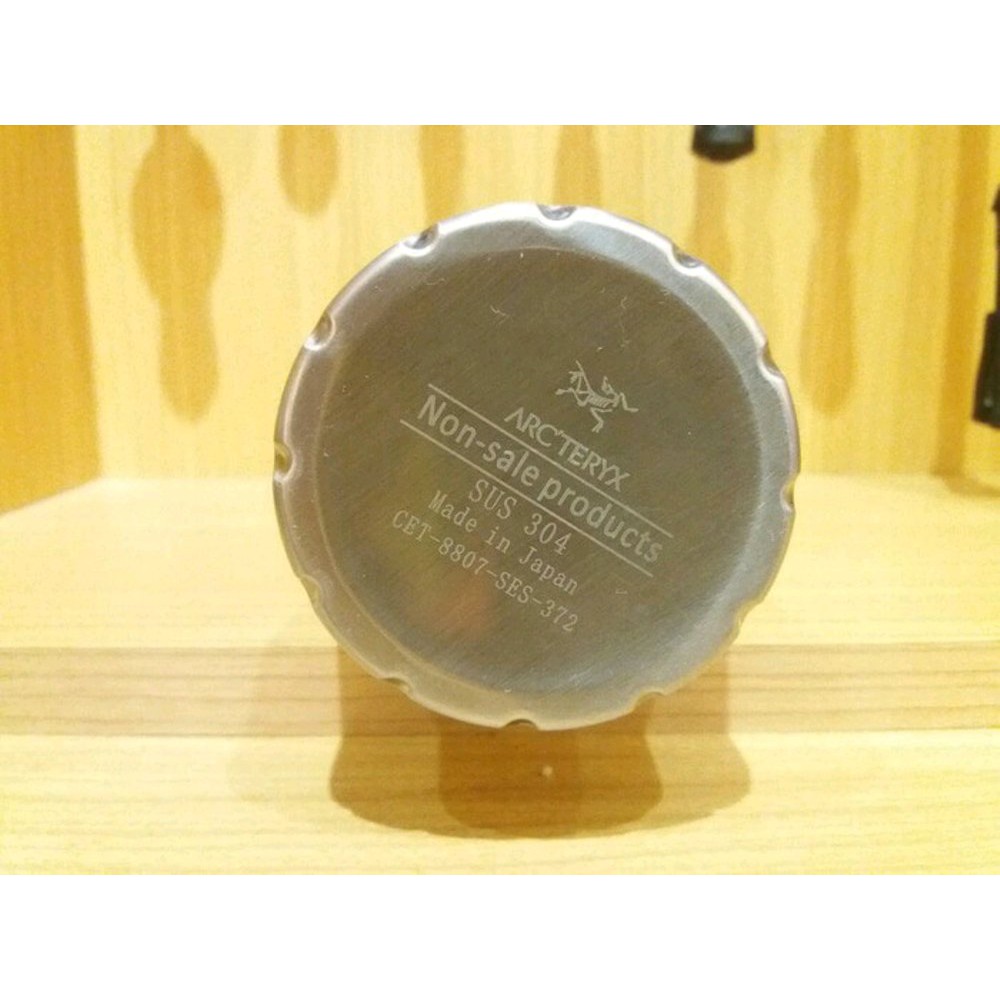 ARC'TERYX
Non-sale products
SUS 304
Made in Japan
CET-8807-SES-372